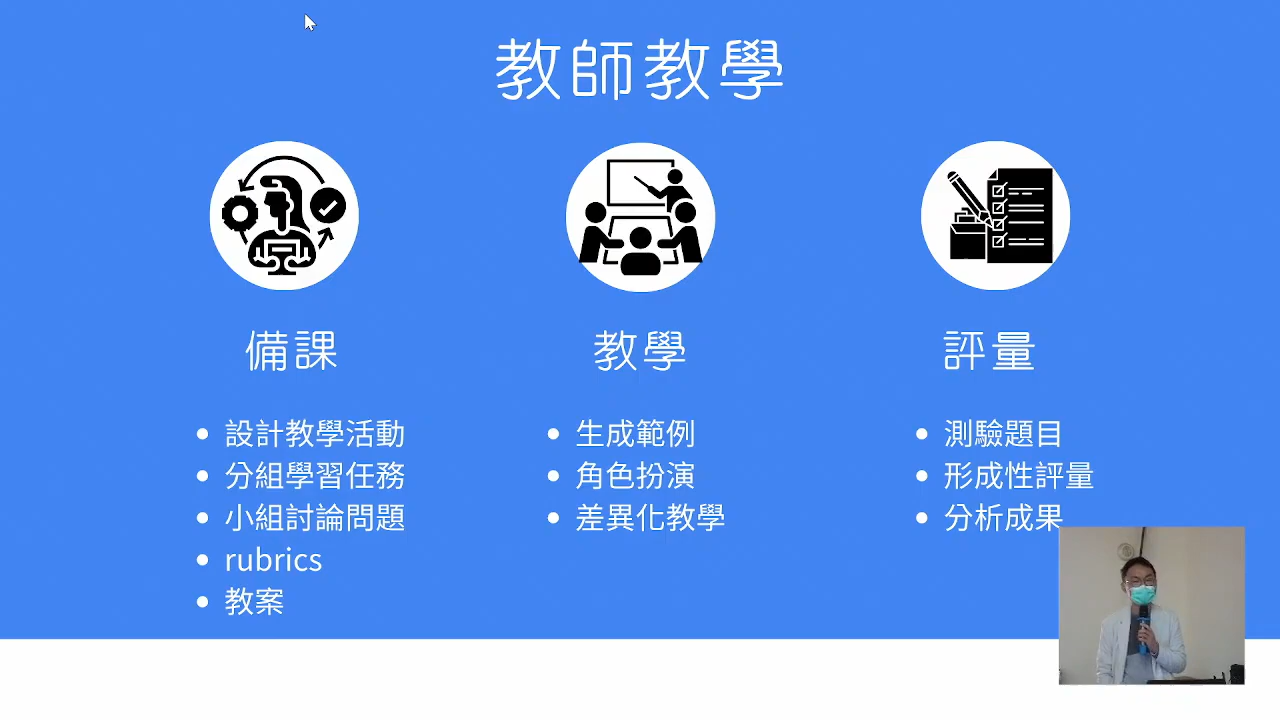 教師教學
備課
設計教學活動
分組學習任務
小組討論問題
rubrics
教案
教學
生成範例
角色扮演
差異化教學
評量
測驗題目
形成性評量
分析成果